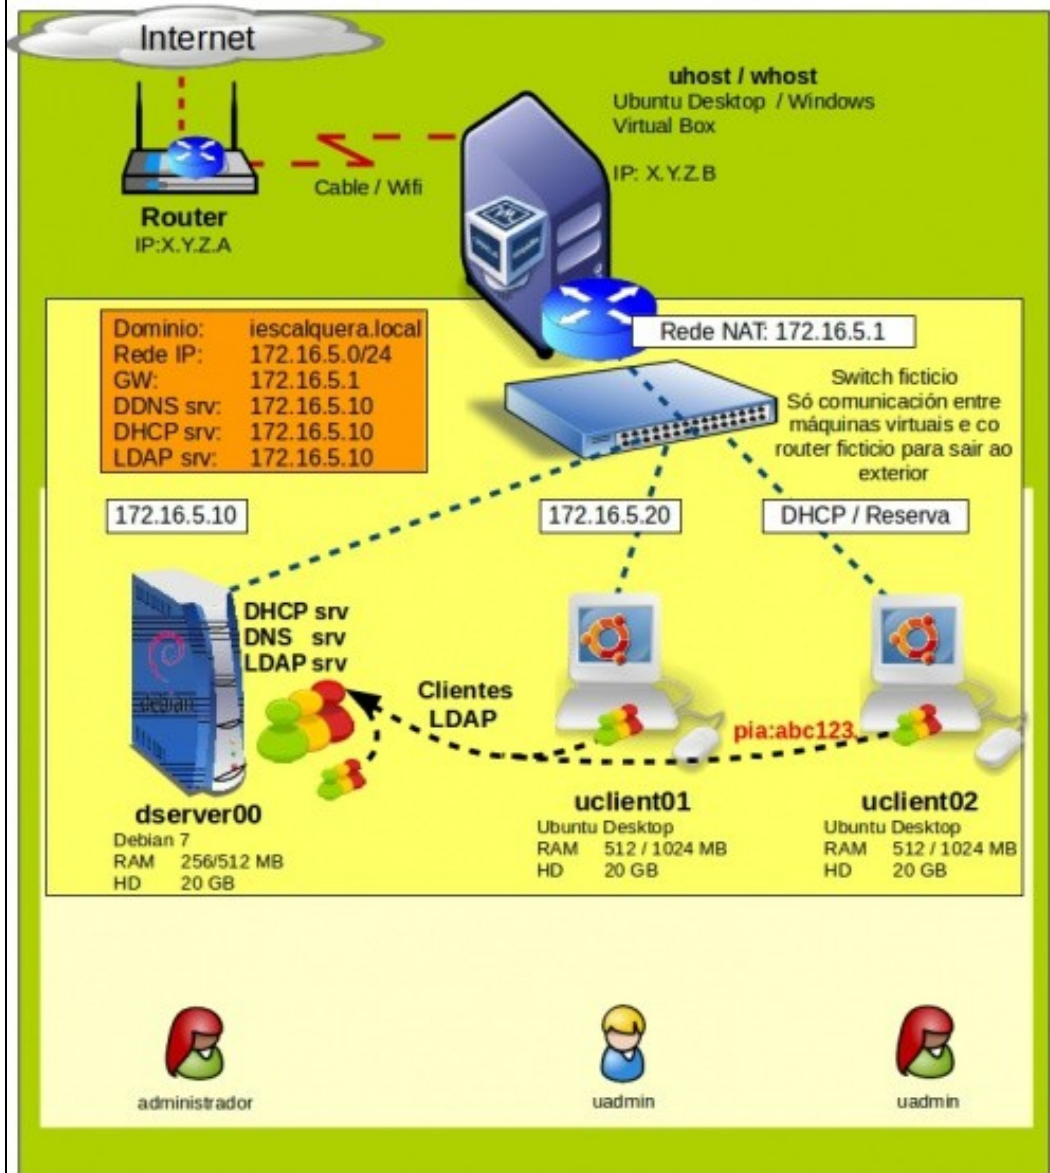 Internet
uhost / whost
Ubuntu Desktop / Windows
Virtual Box
IP: X.Y.Z.B
Cable / Wifi
Router
IP:X.Y.Z.A
Dominio: iescalquera.local
Rede IP: 172.16.5.0/24
GW: 172.16.5.1
DDNS srv: 172.16.5.10
DHCP srv: 172.16.5.10
LDAP srv: 172.16.5.10
Rede NAT: 172.16.5.1
Switch ficticio
Só comunicación entre
máquinas virtuais e co
router ficticio para sair ao
exterior
172.16.5.10
172.16.5.20
DHCP / Reserva
DHCP srv
DNS srv
LDAP srv
debian
Clientes
LDAP
pia:abc123.
dserver00
Debian 7
RAM 256/512 MB
HD 20 GB
uclient01
Ubuntu Desktop
RAM 512 / 1024 MB
HD 20 GB
uclient02
Ubuntu Desktop
RAM 512 / 1024 MB
HD 20 GB
administrador
uadmin
uadmin